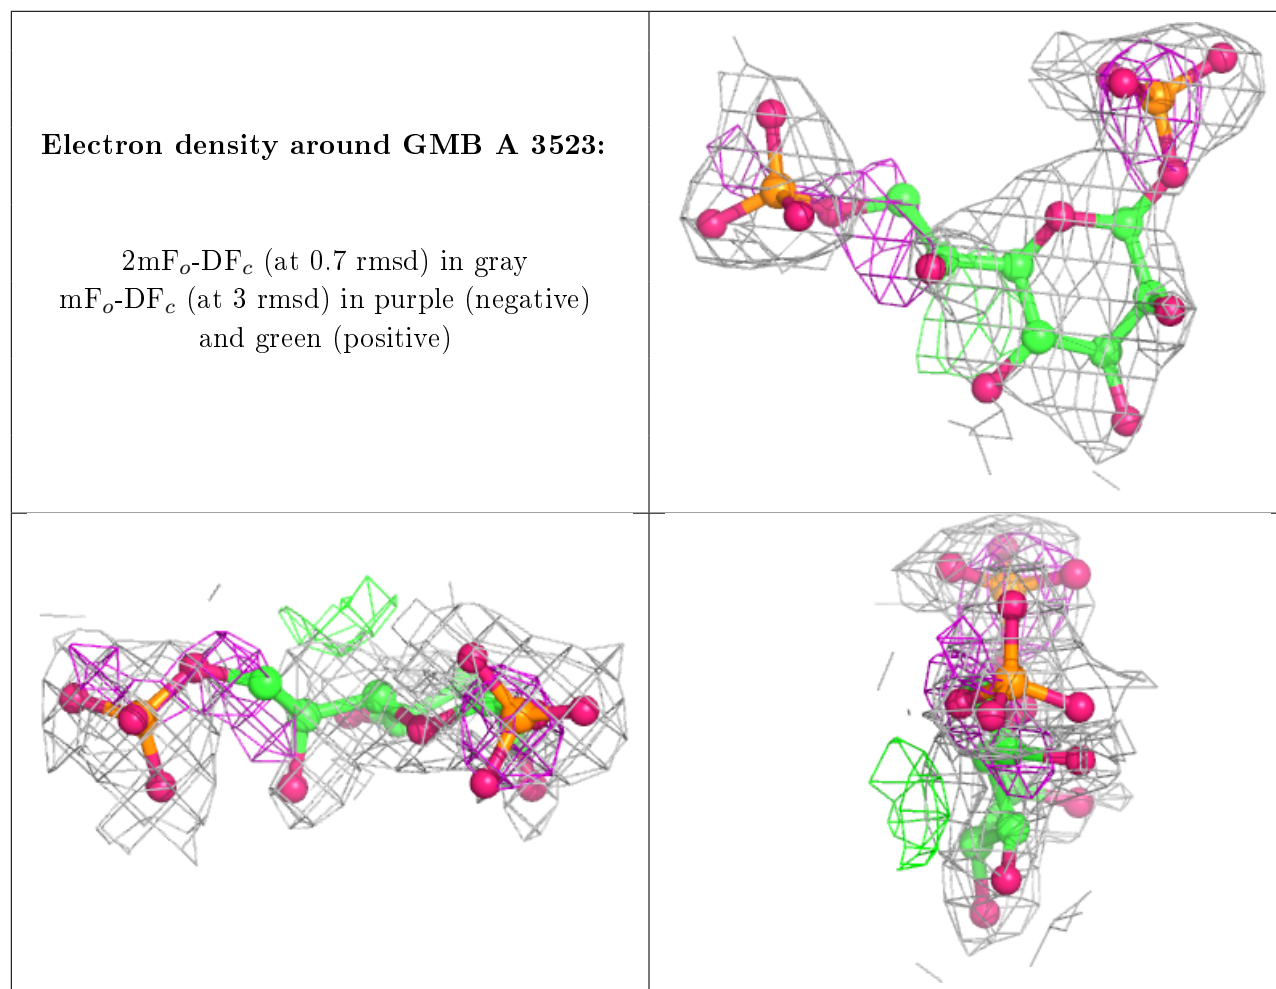 Electron density around GMB A 3523:
2mFo-DFc (at 0.7 rmsd) in gray
mFo-DFc (at 3 rmsd) in purple (negative)
and green (positive)